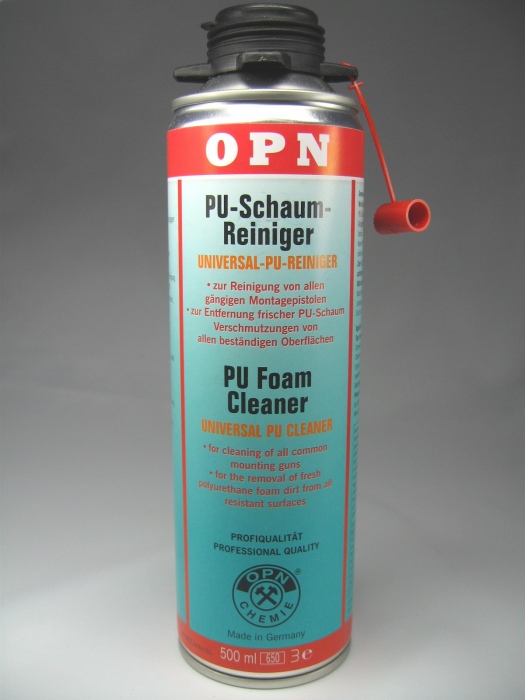 OPN
PU-Schaum-
Reiniger
UNIVERSAL-PU-REINIGER
• zur Reinigung von allen
gängigen Montagepistolen
• zur Entfernung frischer PU-Schaum
Verschmutzungen von
allen beständigen Oberflächen
PU Foam
Cleaner
UNIVERSAL PU CLEANER
• for cleaning of all common
mounting guns
• for the removal of fresh
polyurethane foam dirt from all
resistant surfaces
PROFIQUALITÄT
PROFESSIONAL QUALITY
OPN ®
CHEMIE
Made in Germany
500 ml 650 3 e